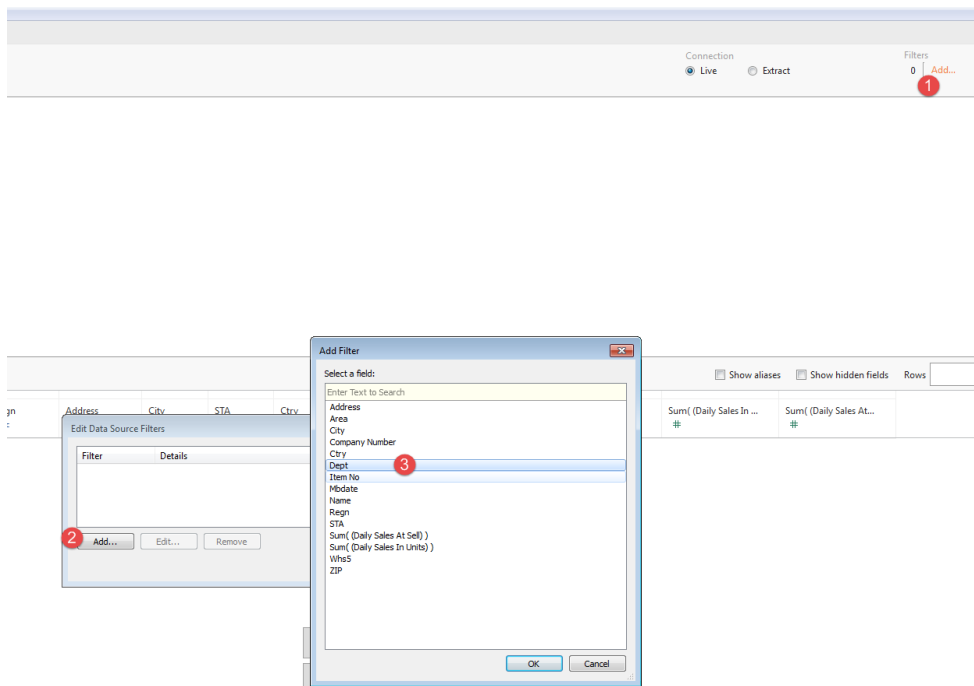 Connection
Filters
Live
Extract
0
Add...
1
Add Filter
Select a field:
Enter Text to Search
Address
Area
City
Company Number
Ctry
Dept
3
Item No
Mbdate
Name
Regn
STA
Sum( (Daily Sales At Sell) )
Sum( (Daily Sales In Units) )
Whs5
ZIP
OK
Cancel
Show aliases
Show hidden fields
Rows
Address
City
STA
Ctry
Sum( (Daily Sales In ...
Sum( (Daily Sales At...
#
#
Edit Data Source Filters
Filter
Details
2
Add...
Edit...
Remove